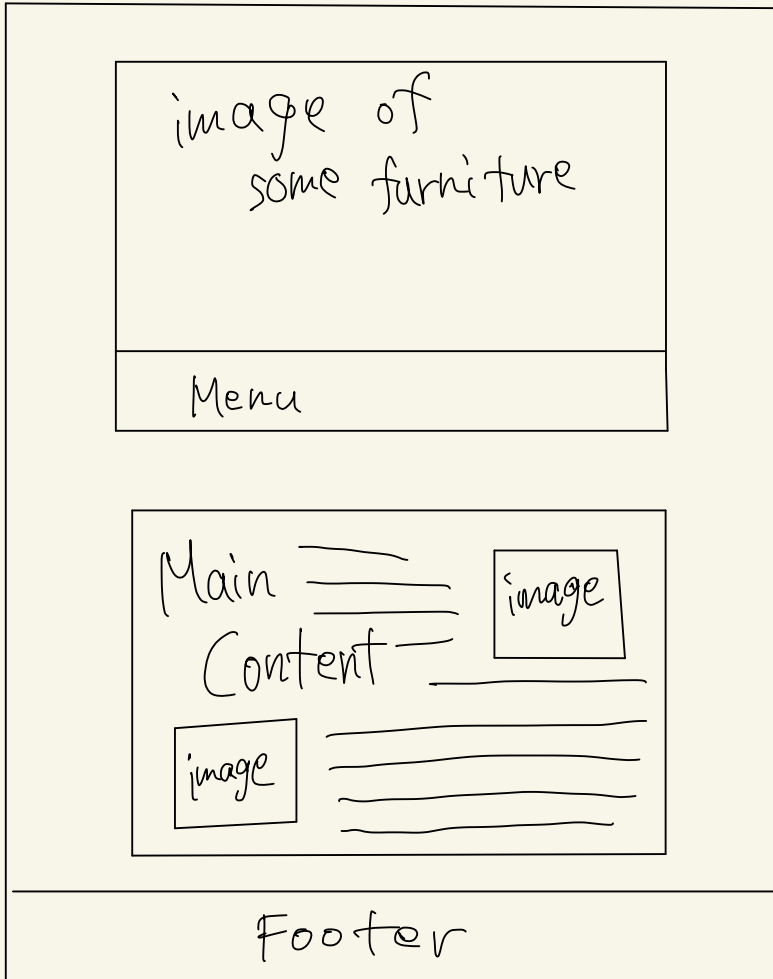 image of
some furniture
Menu
Main
Content
image
image
Footer